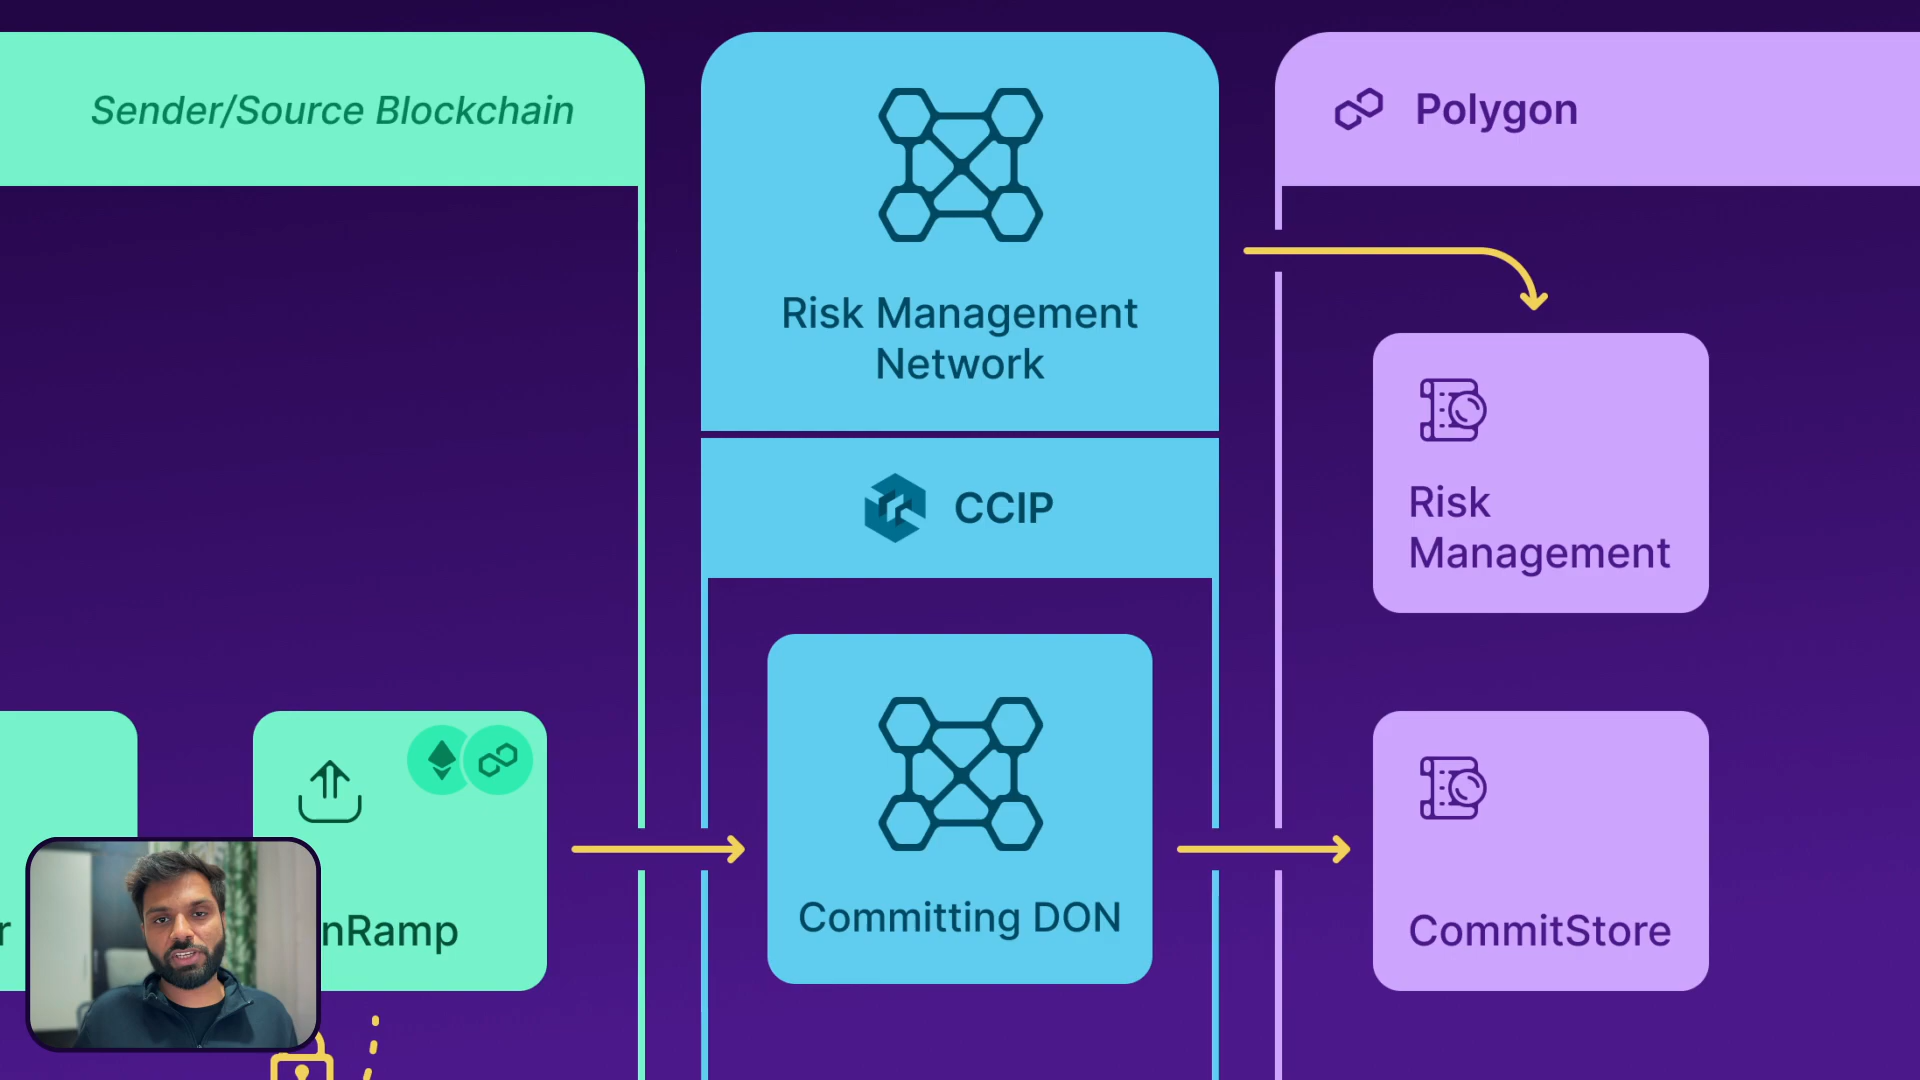 Sender/Source Blockchain
Risk Management
Network
Polygon
CCIP
Risk
Management
Committing DON
r
nRamp
CommitStore